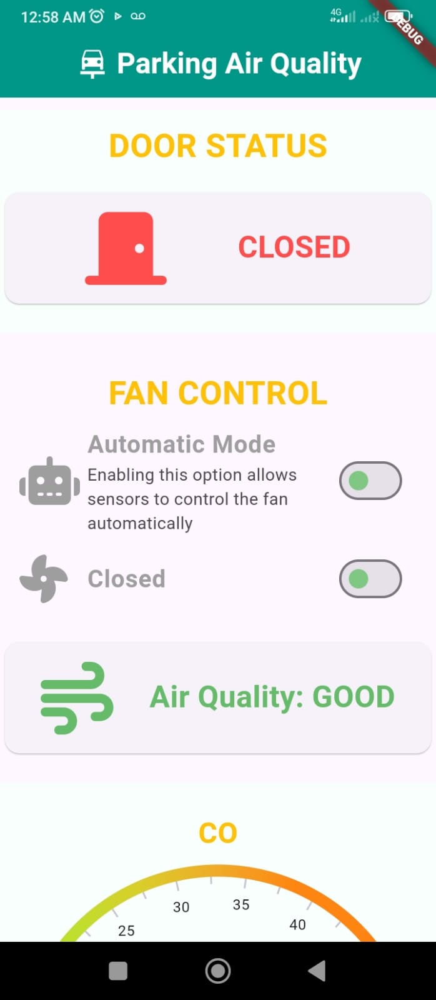 12:58 AM
4G
DEBUG
Parking Air Quality
DOOR STATUS
CLOSED
FAN CONTROL
Automatic Mode
Enabling this option allows
sensors to control the fan
automatically
Closed
Air Quality: GOOD
CO
30 35
25 40